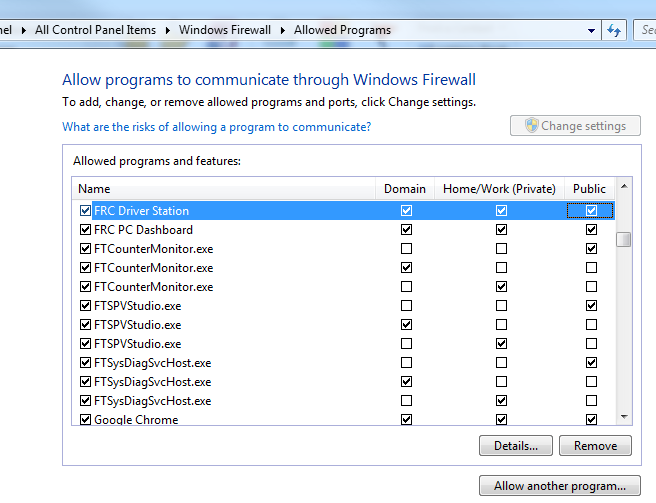 nel ▸ All Control Panel Items ▸ Windows Firewall ▸ Allowed Programs
Allow programs to communicate through Windows Firewall
To add, change, or remove allowed programs and ports, click Change settings.
What are the risks of allowing a program to communicate?
Change settings
Allowed programs and features:
Name Domain Home/Work (Private) Public
FRC Driver Station
FRC PC Dashboard
FTCounterMonitor.exe
FTCounterMonitor.exe
FTCounterMonitor.exe
FTSPVStudio.exe
FTSPVStudio.exe
FTSPVStudio.exe
FTSysDiagSvcHost.exe
FTSysDiagSvcHost.exe
FTSysDiagSvcHost.exe
Google Chrome
Details... Remove
Allow another program...